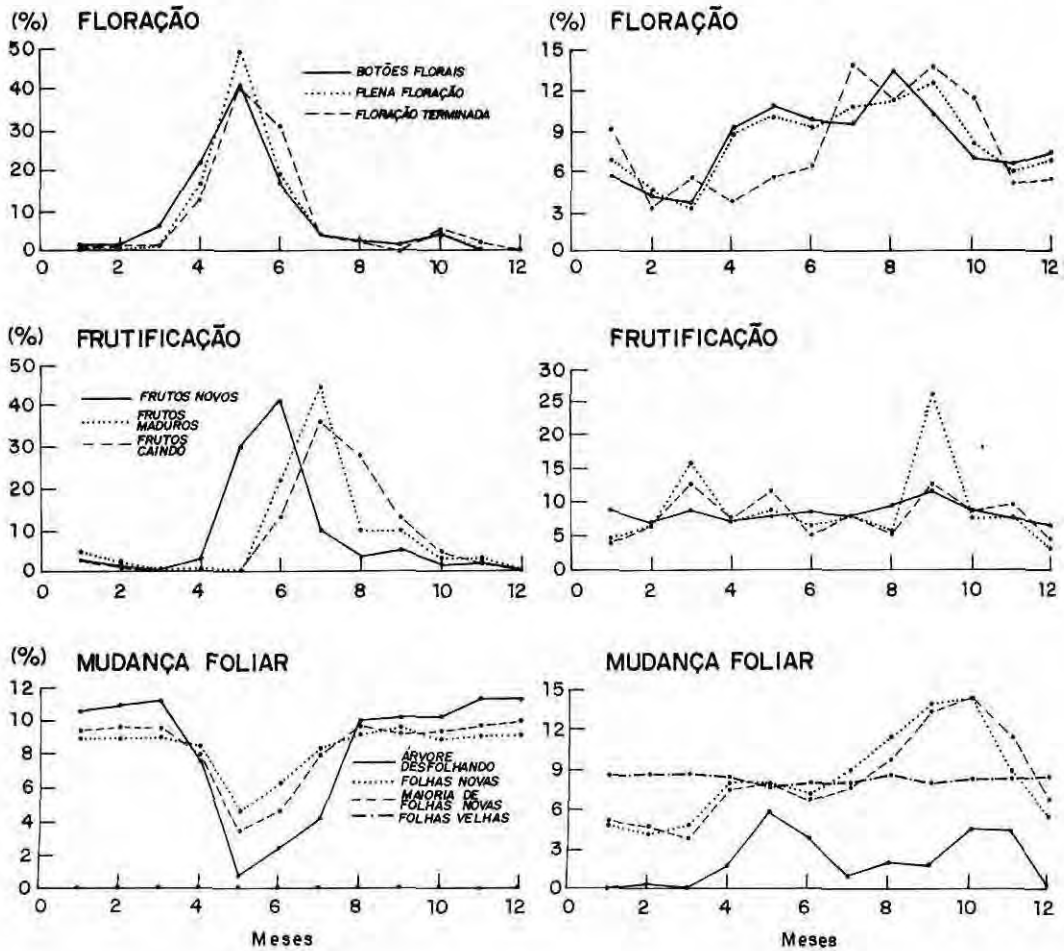 (%) FLORAÇÃO
50
40
30
20
10
0
BOTÕES FLORAIS
PLENA FLORAÇÃO
FLORAÇÃO TERMINADA
0 2 4 6 8 10 12
FLORAÇÃO
15
12
9
6
3
0
0 2 4 6 8 10 12
(%) FRUTIFICAÇÃO
50
40
30
20
10
0
FRUTOS NOVOS
FRUTOS
MADUROS
FRUTOS
CAINDO
0 2 4 6 8 10 12
FRUTIFICAÇÃO
30
25
20
15
10
5
0
0 2 4 6 8 10 12
(%) MUDANÇA FOLIAR
12
10
8
6
4
2
0
ÁRVORE
DESFOLHANDO
FOLHAS NOVAS
MAIORIA DE
FOLHAS NOVAS
FOLHAS VELHAS
0 2 4 6 8 10 12
Meses
MUDANÇA FOLIAR
15
12
9
6
3
0
0 2 4 6 8 10 12
Meses